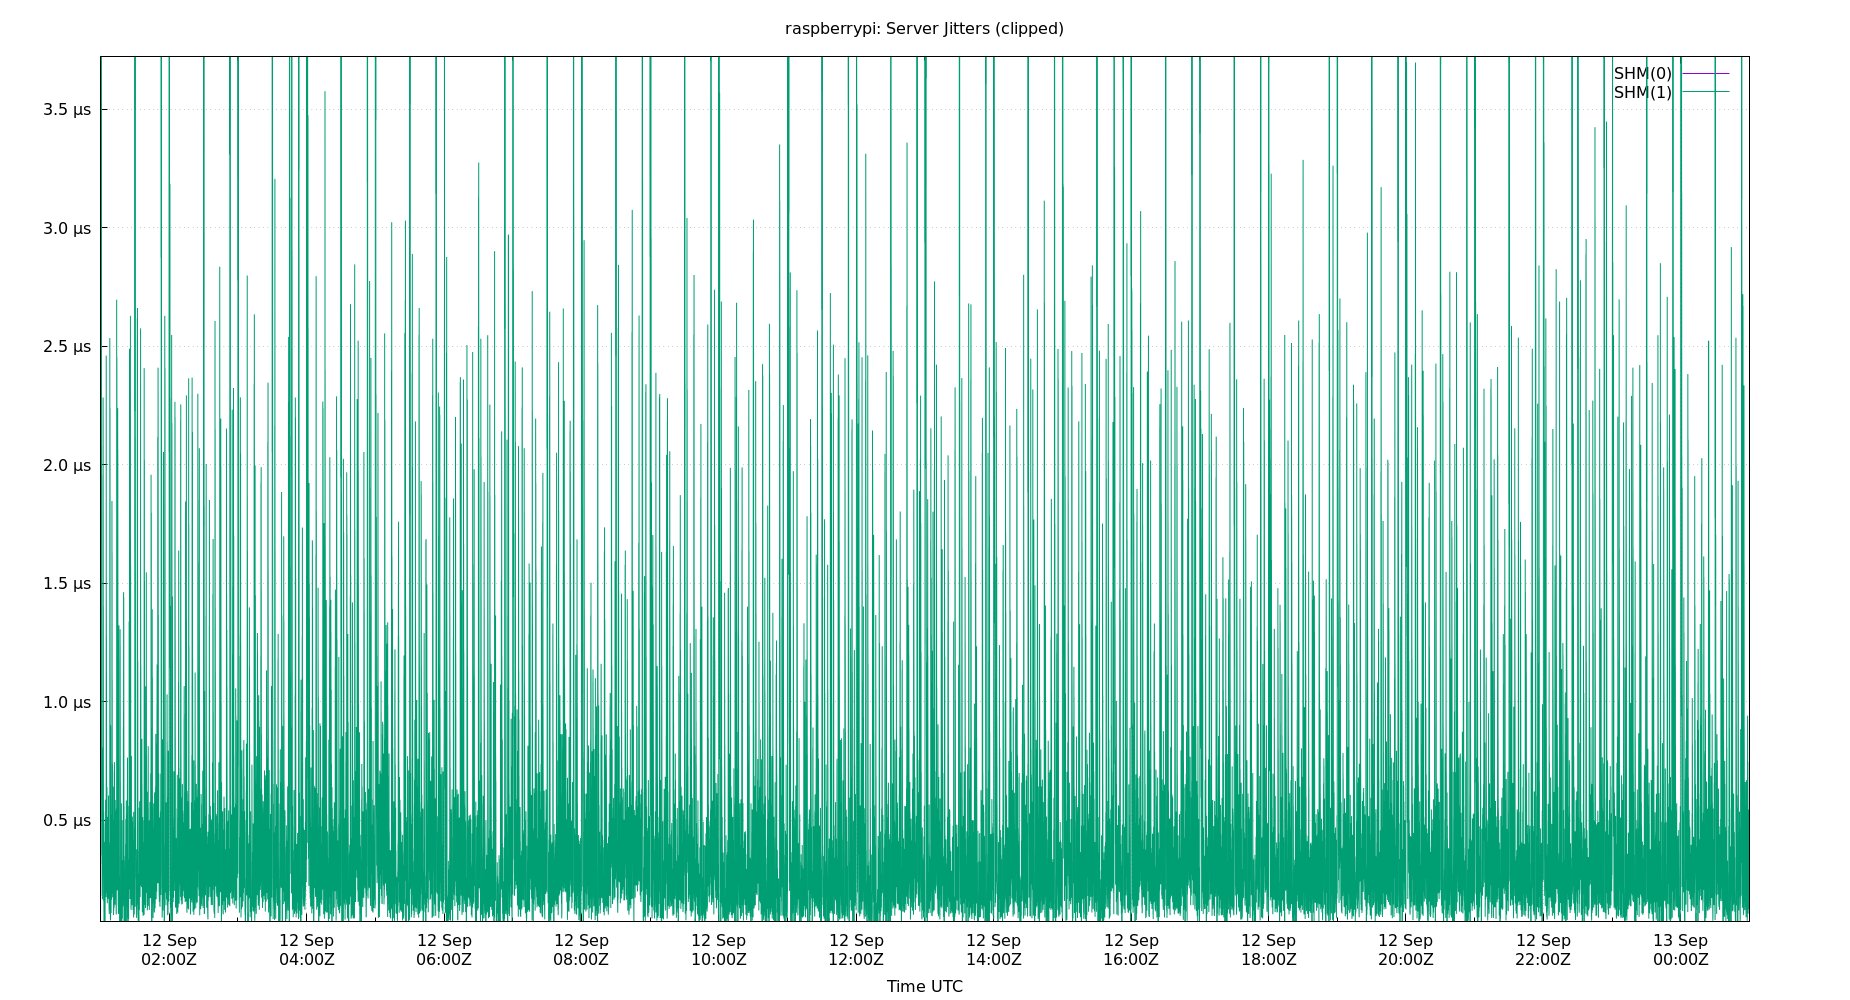 raspberrypi: Server Jitters (clipped)
SHM(0)
SHM(1)
3.5 µs
3.0 µs
2.5 µs
2.0 µs
1.5 µs
1.0 µs
0.5 µs
12 Sep 12 Sep 12 Sep 12 Sep 12 Sep 12 Sep 12 Sep 12 Sep 12 Sep 12 Sep 12 Sep 13 Sep
02:00Z 04:00Z 06:00Z 08:00Z 10:00Z 12:00Z 14:00Z 16:00Z 18:00Z 20:00Z 22:00Z 00:00Z
Time UTC